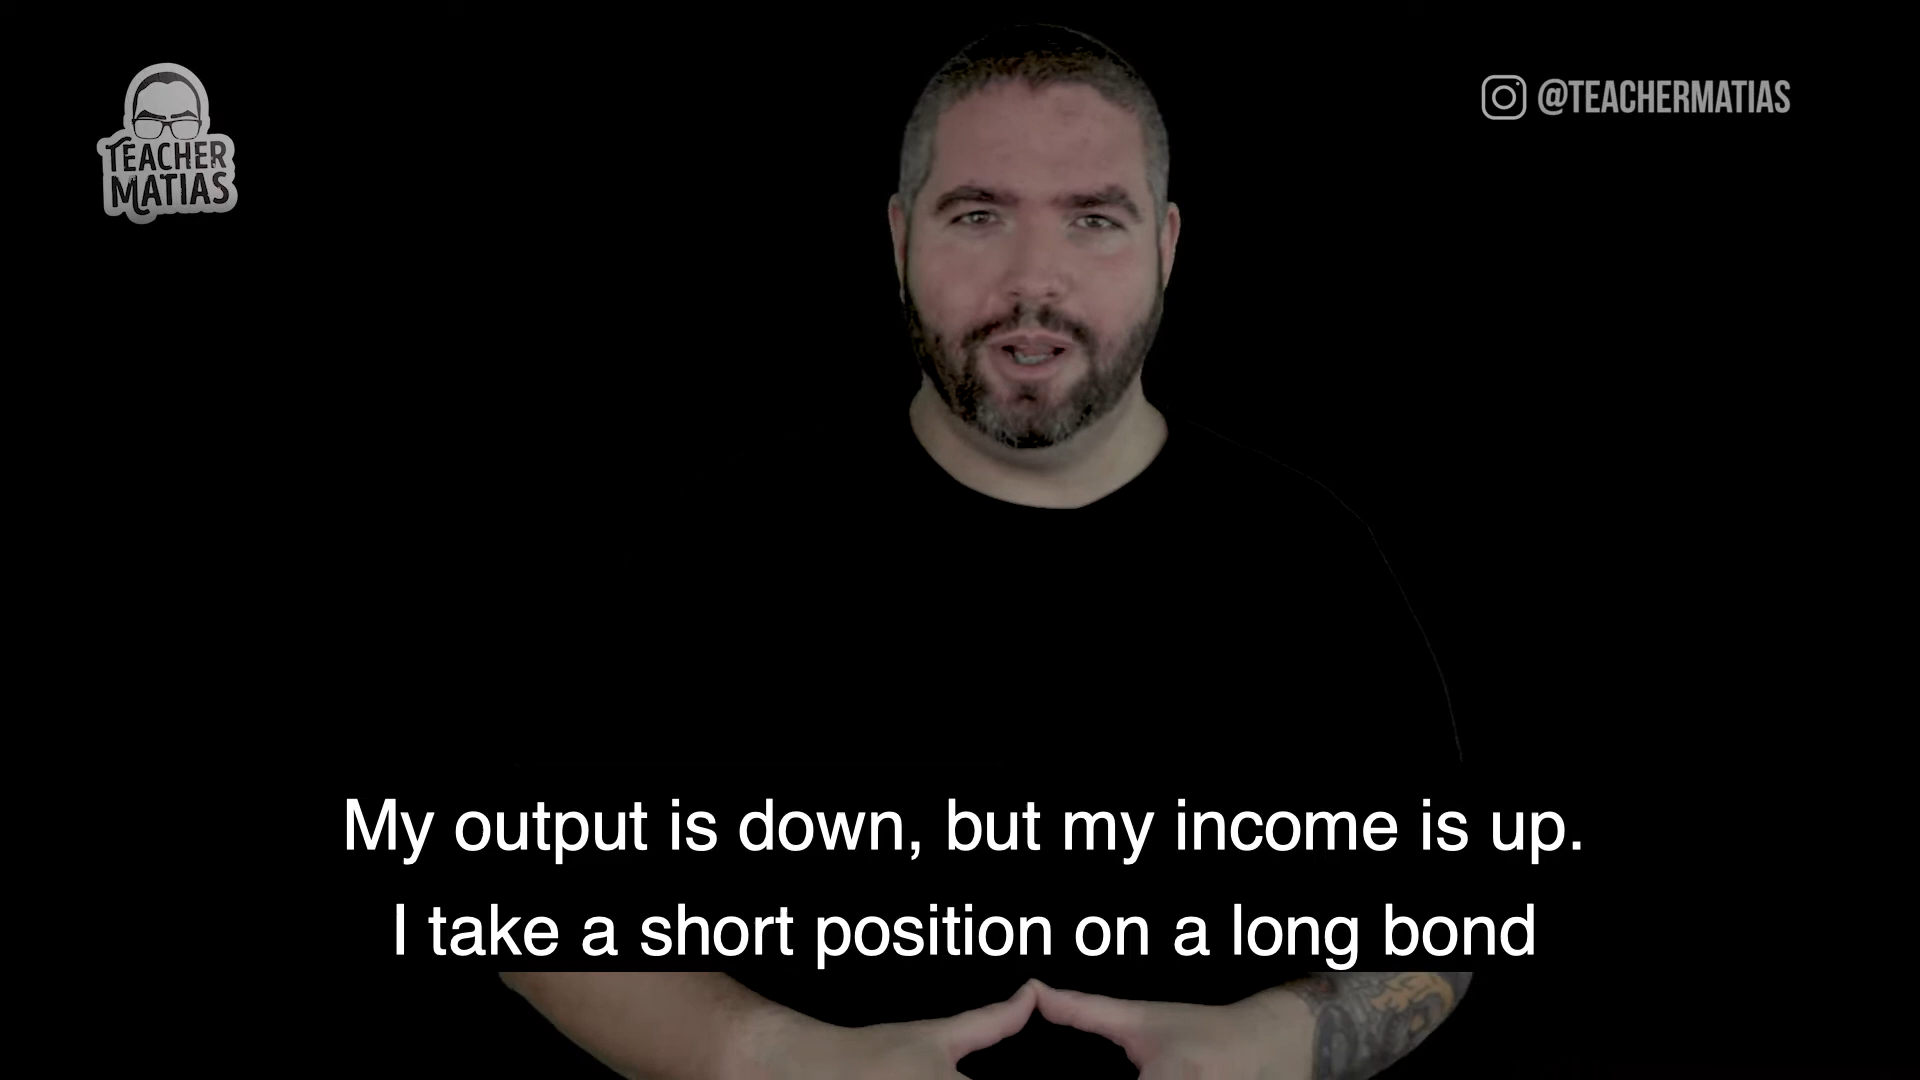 TEACHER
MATIAS
@TEACHERMATIAS
My output is down, but my income is up.
I take a short position on a long bond